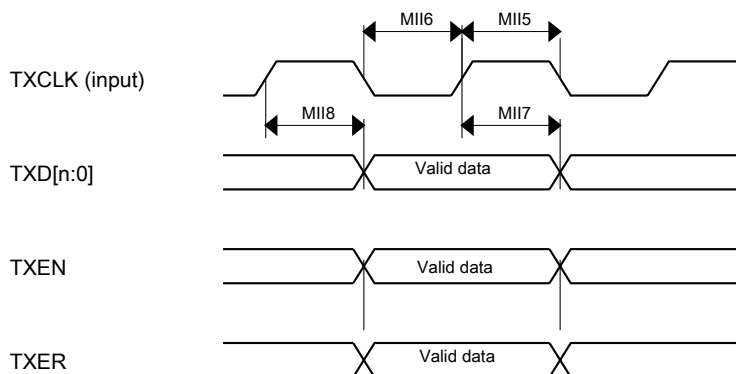 MII6 MII5
TXCLK (input)
MII8 MII7
TXD[n:0] Valid data
TXEN Valid data
TXER Valid data